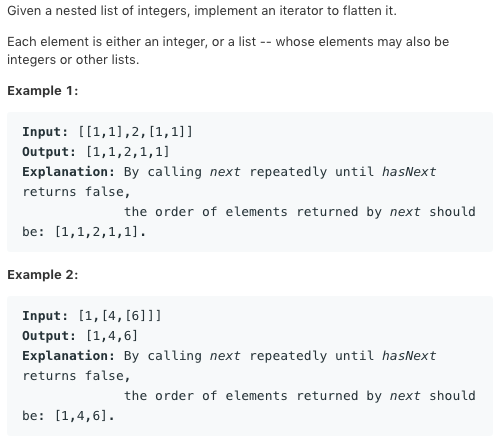 Given a nested list of integers, implement an iterator to flatten it.
Each element is either an integer, or a list -- whose elements may also be
integers or other lists.
Example 1:
Input: [[1,1],2,[1,1]]
Output: [1,1,2,1,1]
Explanation: By calling next repeatedly until hasNext
returns false,
the order of elements returned by next should
be: [1,1,2,1,1].
Example 2:
Input: [1,[4,[6]]]
Output: [1,4,6]
Explanation: By calling next repeatedly until hasNext
returns false,
the order of elements returned by next should
be: [1,4,6].